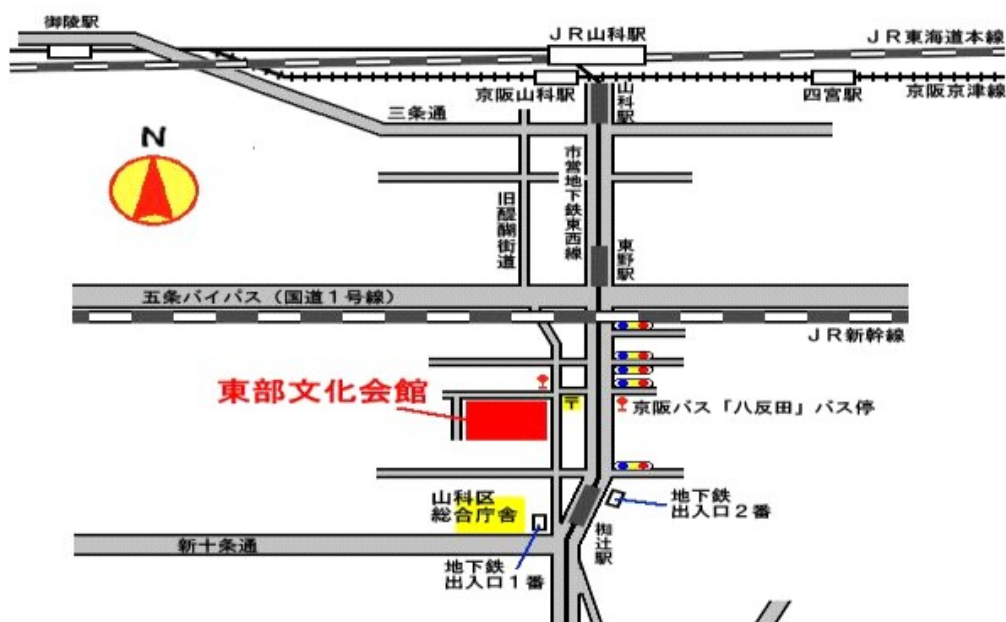 御陵駅
JR山科駅
JR東海道本線
京阪山科駅
山科駅
四宮駅
京阪京津線
三条通
N
市営地下鉄東西線
旧醍醐街道
東野駅
五条バイパス（国道1号線）
JR新幹線
東部文化会館
〒
京阪バス「八反田」バス停
山科区
総合庁舎
地下鉄
出入口2番
椥辻駅
新十条通
地下鉄
出入口1番